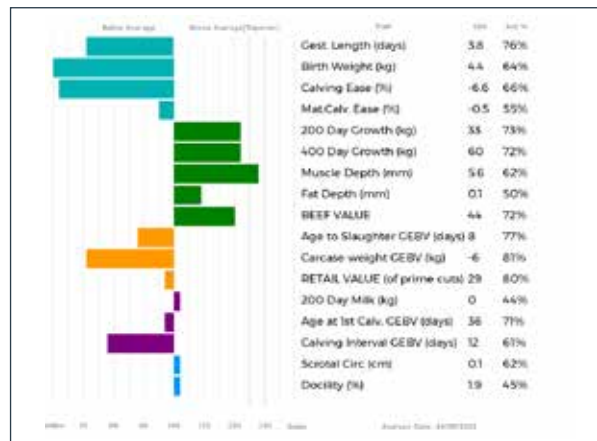 Below Average Above Average Trait EBV Acc %
Gest. Length (days) 3.8 76%
Birth Weight (kg) 4.4 64%
Calving Ease (%) -6.6 66%
Mat.Calv. Ease (%) -0.5 55%
200 Day Growth (kg) 33 73%
400 Day Growth (kg) 60 72%
Muscle Depth (mm) 5.6 62%
Fat Depth (mm) 0.1 50%
BEEF VALUE 44 72%
Age to Slaughter GEBV (days) 8 77%
Carcase weight GEBV (kg) -6 81%
RETAIL VALUE (of prime cuts) 29 80%
200 Day Milk (kg) 0 44%
Age at 1st Calv. GEBV (days) 36 71%
Calving Interval GEBV (days) 12 61%
Scrotal Circ (cm) 0.1 62%
Docility (%) 1.9 45%
Analysis Date: